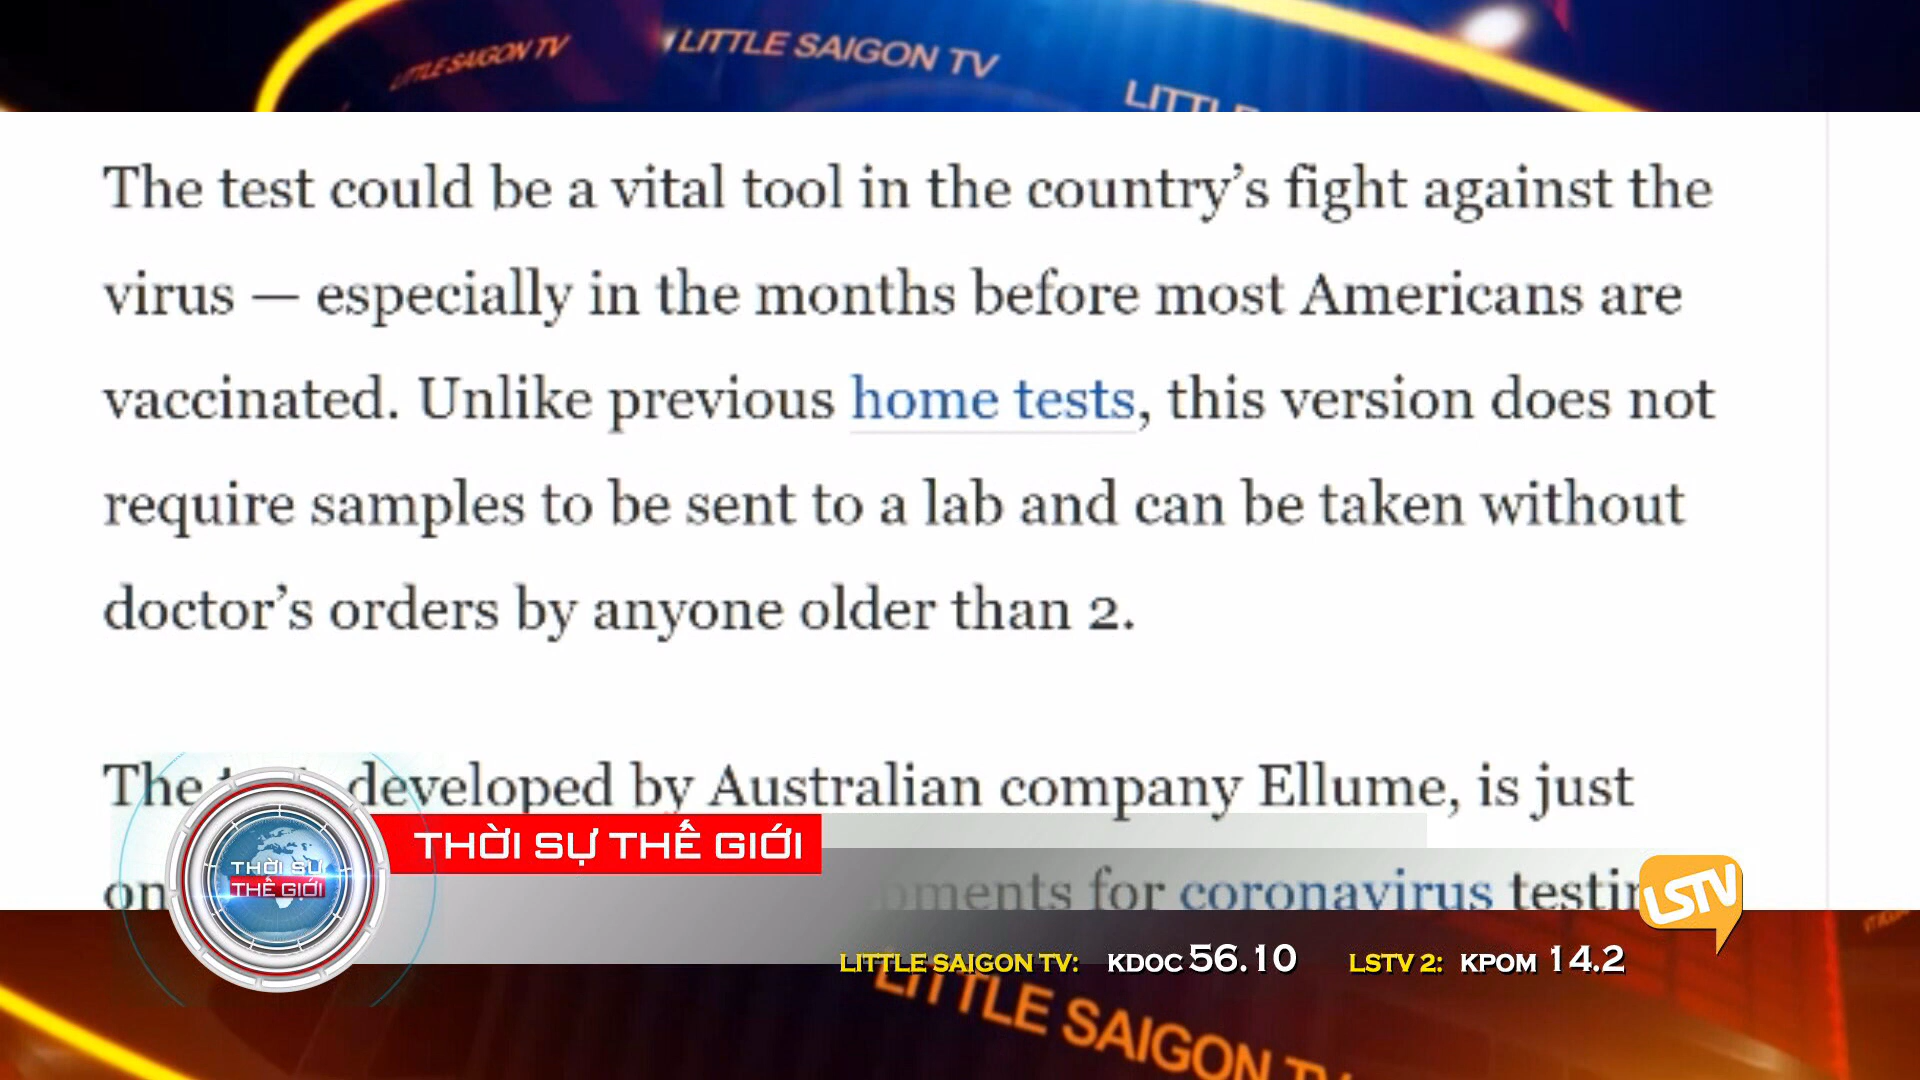 LITTLE SAIGON TV
LITTLE SAIGON TV
LITTLE
The test could be a vital tool in the country’s fight against the
virus — especially in the months before most Americans are
vaccinated. Unlike previous home tests, this version does not
require samples to be sent to a lab and can be taken without
doctor’s orders by anyone older than 2.
The developed by Australian company Ellume, is just
THỜI SỰ THẾ GIỚI
THỜI SỰ
THẾ GIỚI
for coronavirus
LSTV
LITTLE SAIGON TV: KDOC 56.10 LSTV 2: KPOM 14.2
LITTLE SAIGON TV